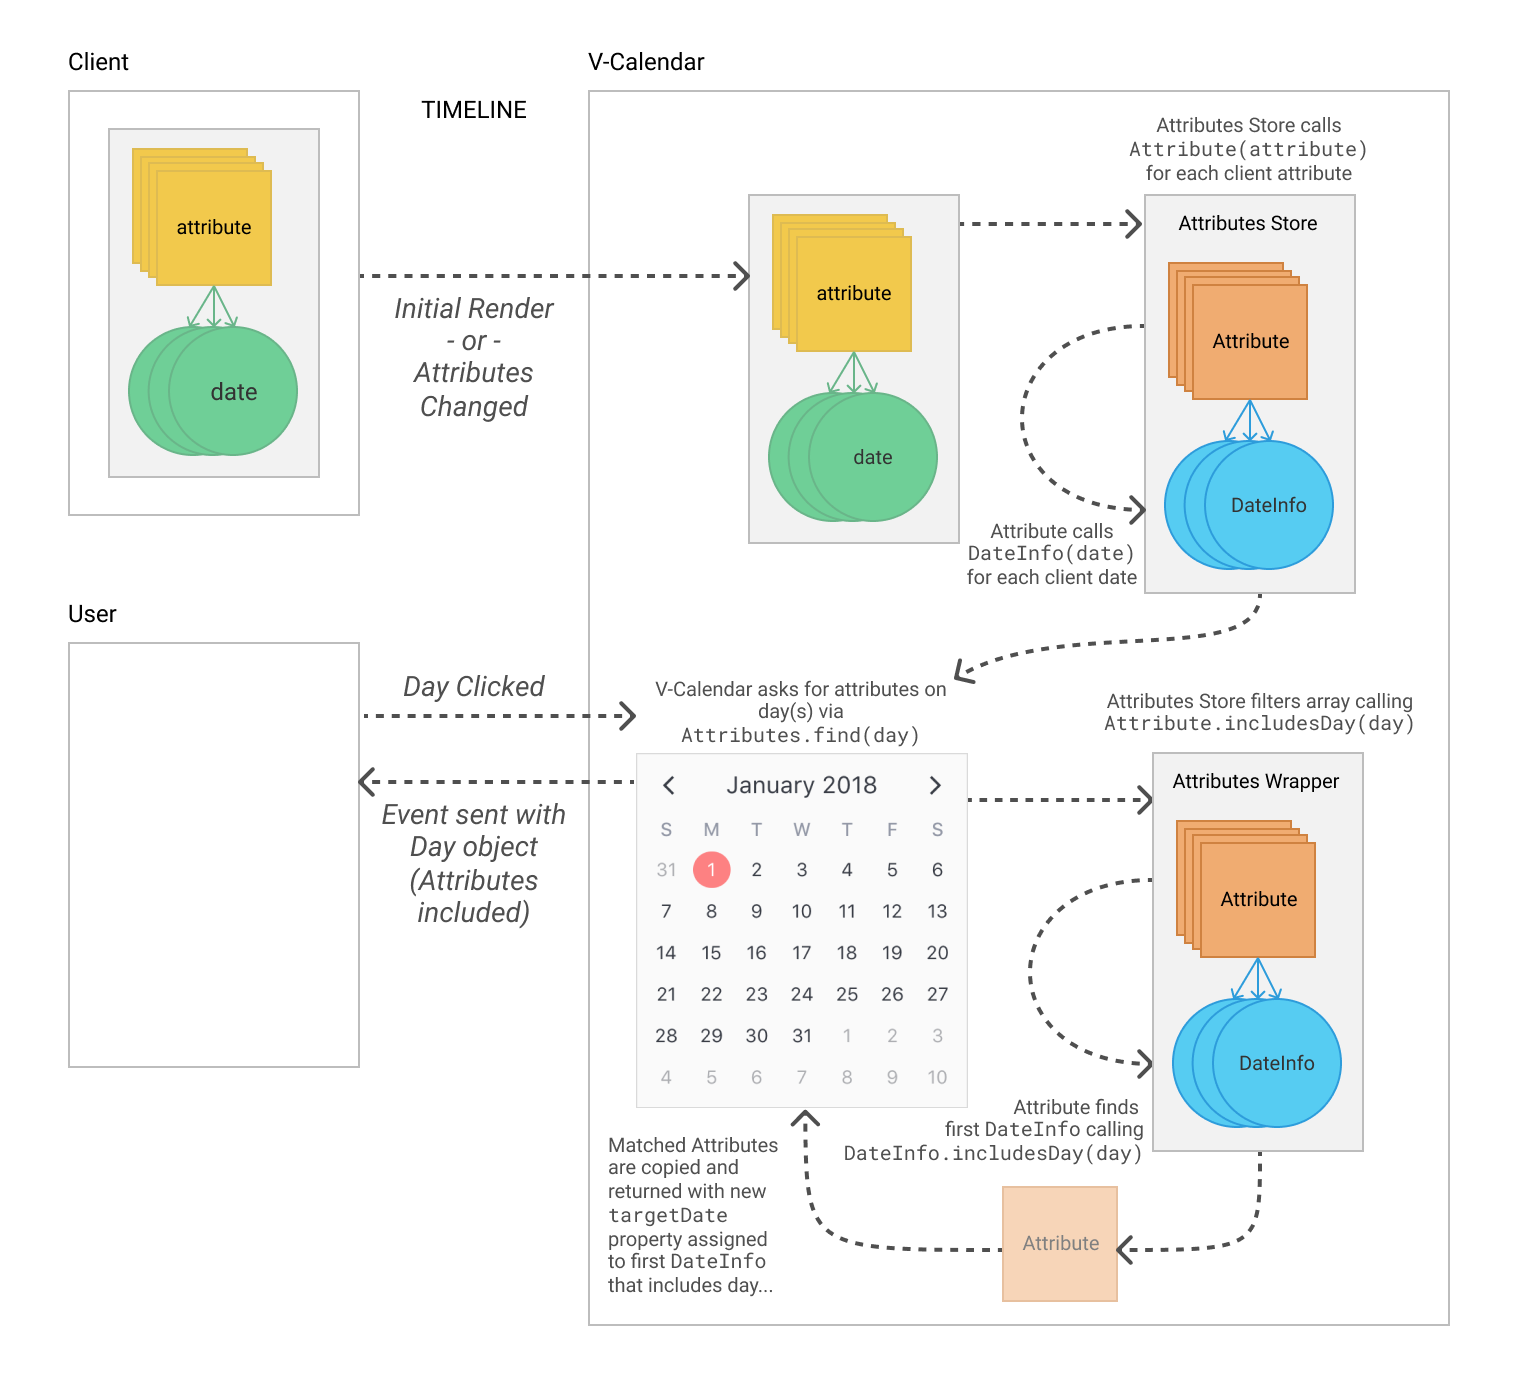 Client
V-Calendar
TIMELINE
attribute
date
Initial Render
- or -
Attributes
Changed
attribute
date
Attributes Store calls
Attribute(attribute)
for each client attribute
Attributes Store
Attribute
DateInfo
Attribute calls
DateInfo(date)
for each client date
User
Day Clicked
Event sent with
Day object
(Attributes
included)
V-Calendar asks for attributes on
day(s) via
Attributes.find(day)
January 2018
S M T W T F S
31 1 2 3 4 5 6
7 8 9 10 11 12 13
14 15 16 17 18 19 20
21 22 23 24 25 26 27
28 29 30 31 1 2 3
4 5 6 7 8 9 10
Attributes Store filters array calling
Attribute.includesDay(day)
Attributes Wrapper
Attribute
DateInfo
Attribute finds
first DateInfo calling
DateInfo.includesDay(day)
Attribute
Matched Attributes
are copied and
returned with new
targetDate
property assigned
to first DateInfo
that includes day...